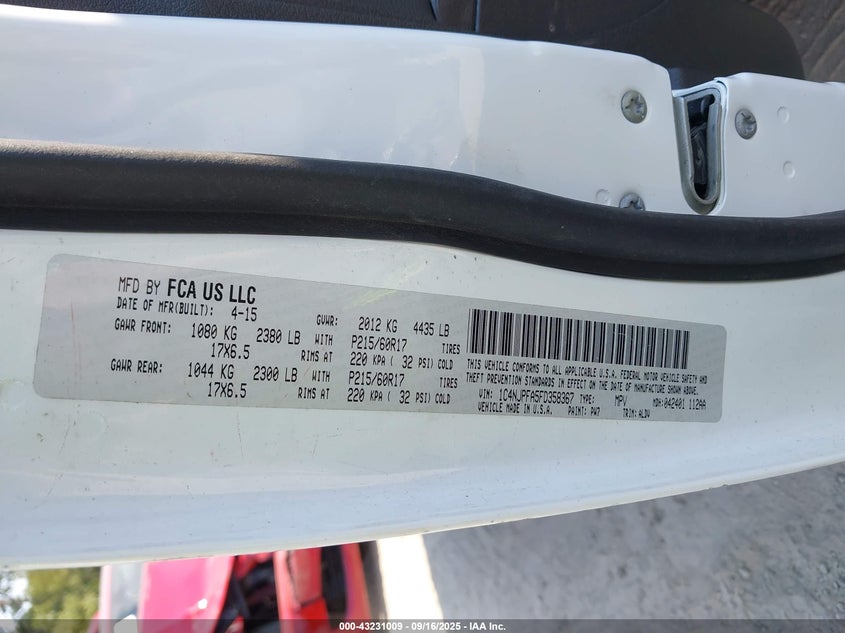 MFD BY FCA US LLC
DATE OF MFR(BUILT): 4-15 GVWR: 2012 KG 4435 LB
GAWR FRONT: 1080 KG 2380 LB WITH P215/60R17 TIRES
17X6.5 RIMS AT 220 KPA ( 32 PSI) COLD
GAWR REAR: 1044 KG 2300 LB WITH P215/60R17 TIRES
17X6.5 RIMS AT 220 KPA ( 32 PSI) COLD
THIS VEHICLE CONFORMS TO ALL APPLICABLE U.S.A. FEDERAL MOTOR VEHICLE SAFETY AND
THEFT PREVENTION STANDARDS IN EFFECT ON THE DATE OF MANUFACTURE SHOWN ABOVE.
VIN: 1C4NJPFA5FD358367 TYPE: MPV MDH: 042401 112AA
VEHICLE MADE IN U.S.A. PAINT: PW7 TRIM: ALDV
000-43231009 - 09/16/2025 - IAA Inc.